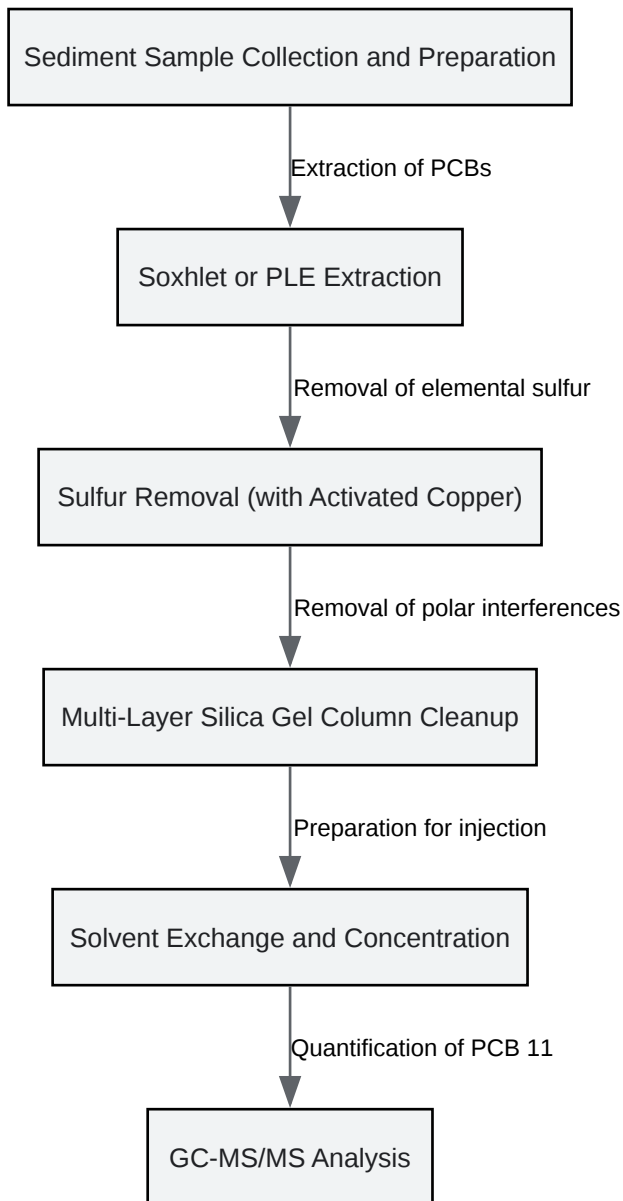 Sediment Sample Collection and Preparation
Extraction of PCBs
Soxhlet or PLE Extraction
Removal of elemental sulfur
Sulfur Removal (with Activated Copper)
Removal of polar interferences
Multi-Layer Silica Gel Column Cleanup
Preparation for injection
Solvent Exchange and Concentration
Quantification of PCB 11
GC-MS/MS Analysis